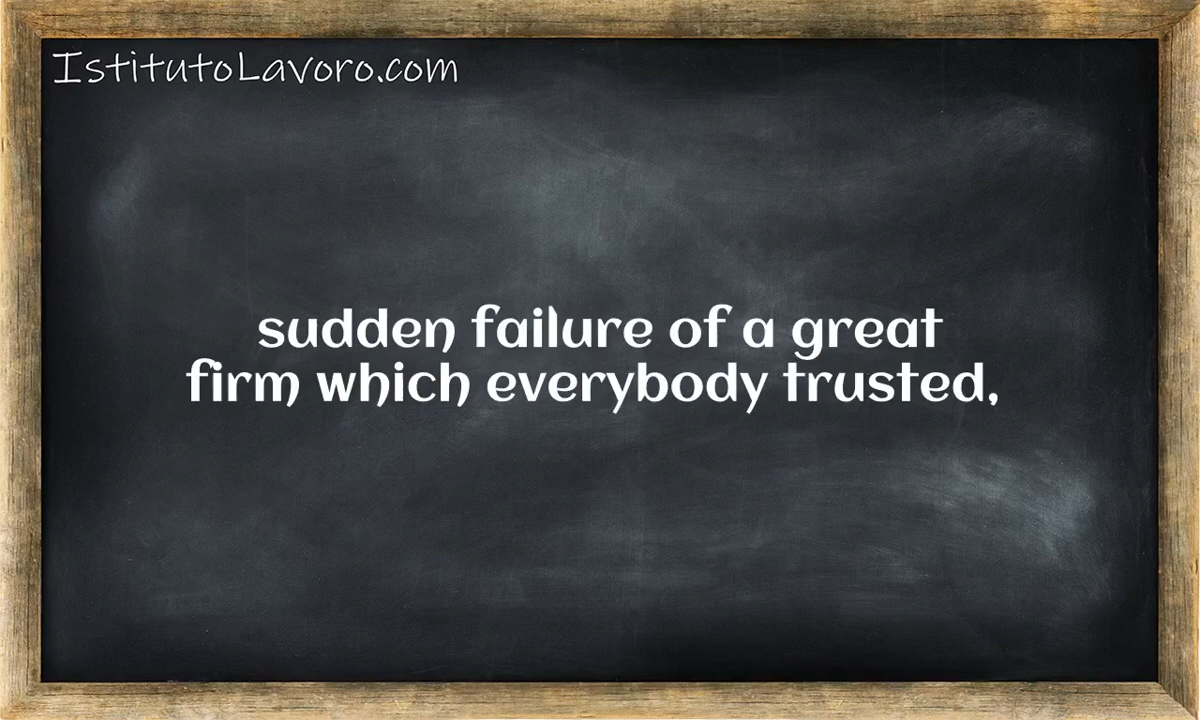 IstitutoLavoro.com
sudden failure of a great
firm which everybody trusted,